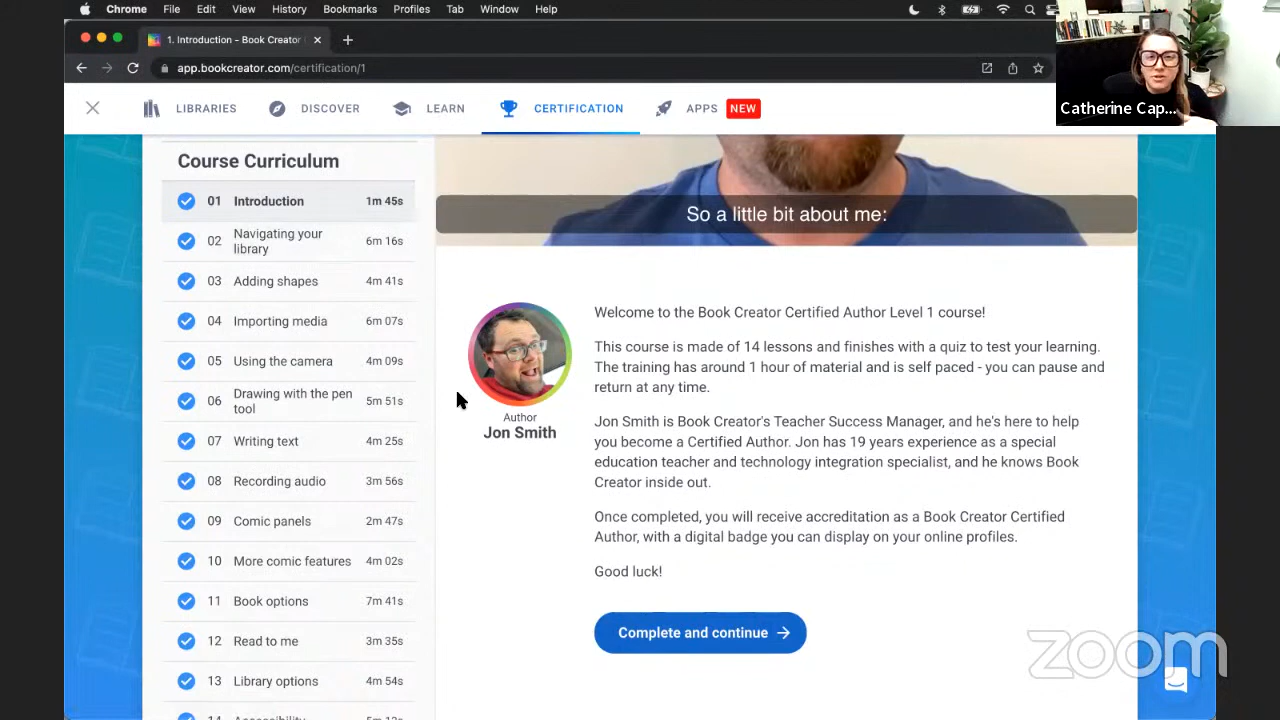 Chrome File Edit View History Bookmarks Profiles Tab Window Help
1. Introduction - Book Creator
app.bookcreator.com/certification/1
Catherine Cap...
LIBRARIES DISCOVER LEARN CERTIFICATION APPS NEW
Course Curriculum
01 Introduction 1m 45s
02 Navigating your library 6m 16s
03 Adding shapes 4m 41s
04 Importing media 6m 07s
05 Using the camera 4m 09s
06 Drawing with the pen tool 5m 51s
07 Writing text 4m 25s
08 Recording audio 3m 56s
09 Comic panels 2m 47s
10 More comic features 4m 02s
11 Book options 7m 41s
12 Read to me 3m 35s
13 Library options 4m 54s
So a little bit about me:
Author
Jon Smith
Welcome to the Book Creator Certified Author Level 1 course!
This course is made of 14 lessons and finishes with a quiz to test your learning.
The training has around 1 hour of material and is self paced - you can pause and
return at any time.
Jon Smith is Book Creator's Teacher Success Manager, and he's here to help
you become a Certified Author. Jon has 19 years experience as a special
education teacher and technology integration specialist, and he knows Book
Creator inside out.
Once completed, you will receive accreditation as a Book Creator Certified
Author, with a digital badge you can display on your online profiles.
Good luck!
Complete and continue
zoom